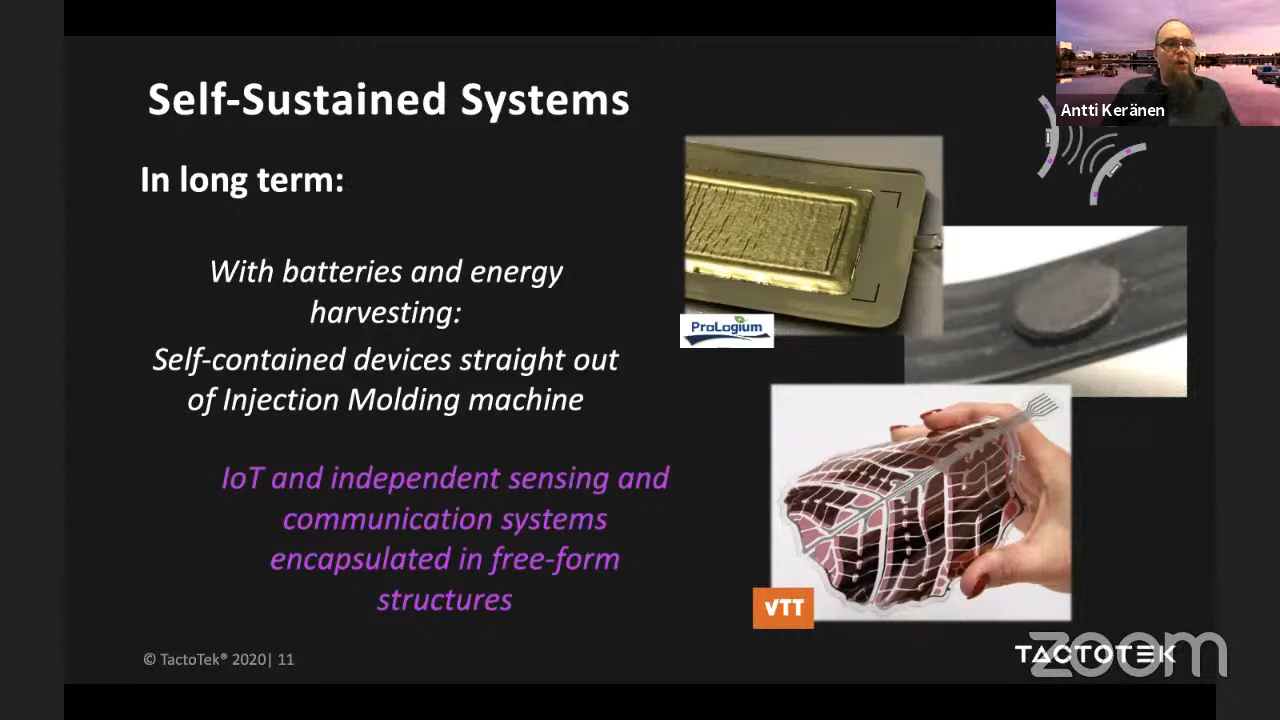 Self-Sustained Systems
Antti Keränen
In long term:
With batteries and energy
harvesting:
Self-contained devices straight out
of Injection Molding machine
ProLogium
IoT and independent sensing and
communication systems
encapsulated in free-form
structures
VTT
© TactoTek® 2020| 11
TACTOTEK
zoom